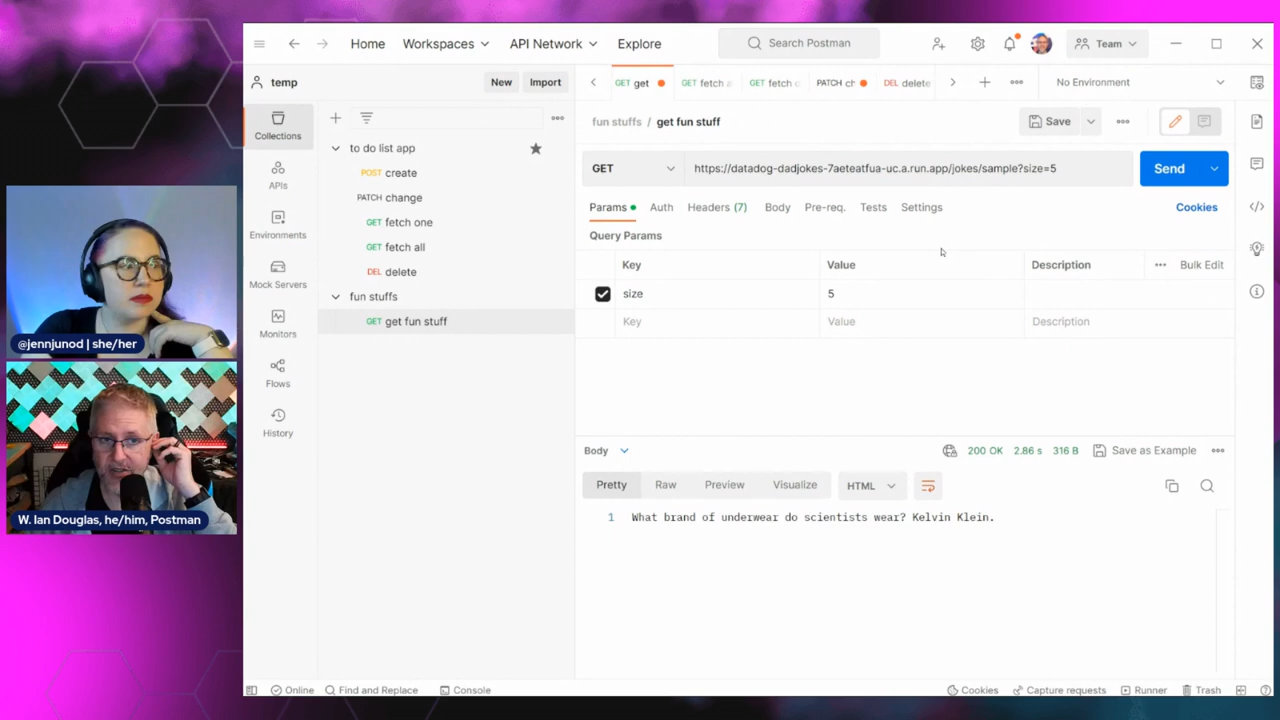 Home Workspaces API Network Explore Search Postman Team
temp New Import GET get fetch a fetch PATCH ch DEL delete No Environment
Collections
APIs
Environments
Mock Servers
Monitors
Flows
History
to do list app
POST create
PATCH change
GET fetch one
GET fetch all
DEL delete
fun stuffs
GET get fun stuff
fun stuffs / get fun stuff Save
GET https://datadog-dadjokes-7aeteatfua-uc.a.run.app/jokes/sample?size=5 Send
Params Auth Headers (7) Body Pre-req. Tests Settings Cookies
Query Params
Key Value Description Bulk Edit
size 5
Key Value Description
Body 200 OK 2.86 s 316 B Save as Example
Pretty Raw Preview Visualize HTML
1 What brand of underwear do scientists wear? Kelvin Klein.
@jennjunod | she/her
W. Ian Douglas, he/him, Postman
Online Find and Replace Console Cookies Capture requests Runner Trash